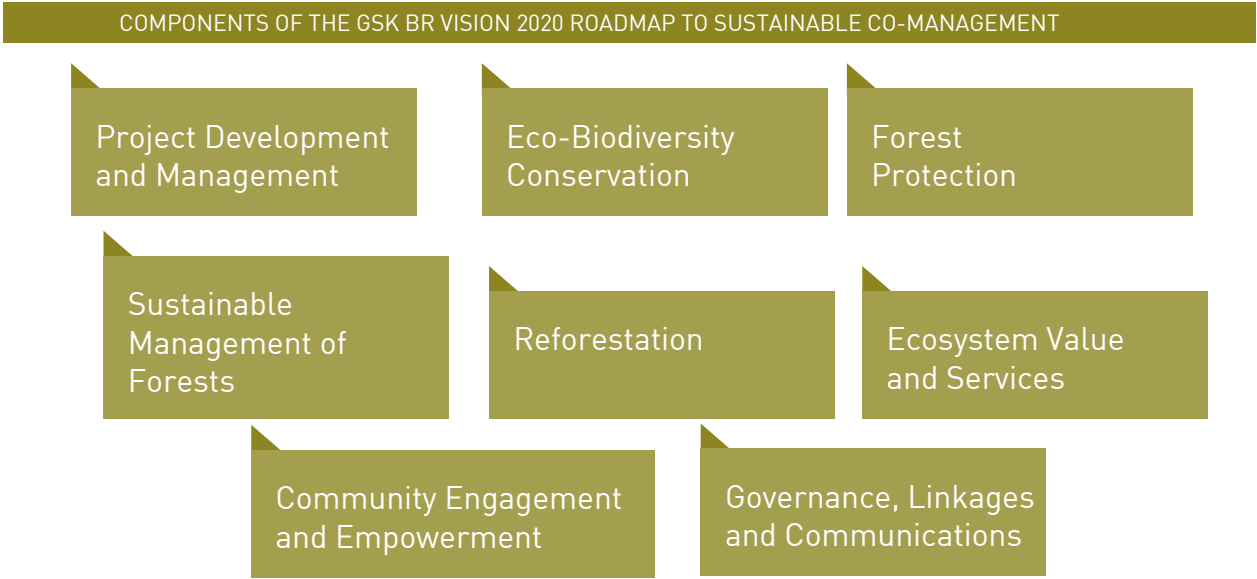 COMPONENTS OF THE GSK BR VISION 2020 ROADMAP TO SUSTAINABLE CO-MANAGEMENT
Project Development
and Management
Eco-Biodiversity
Conservation
Forest
Protection
Sustainable
Management of
Forests
Reforestation
Ecosystem Value
and Services
Community Engagement
and Empowerment
Governance, Linkages
and Communications